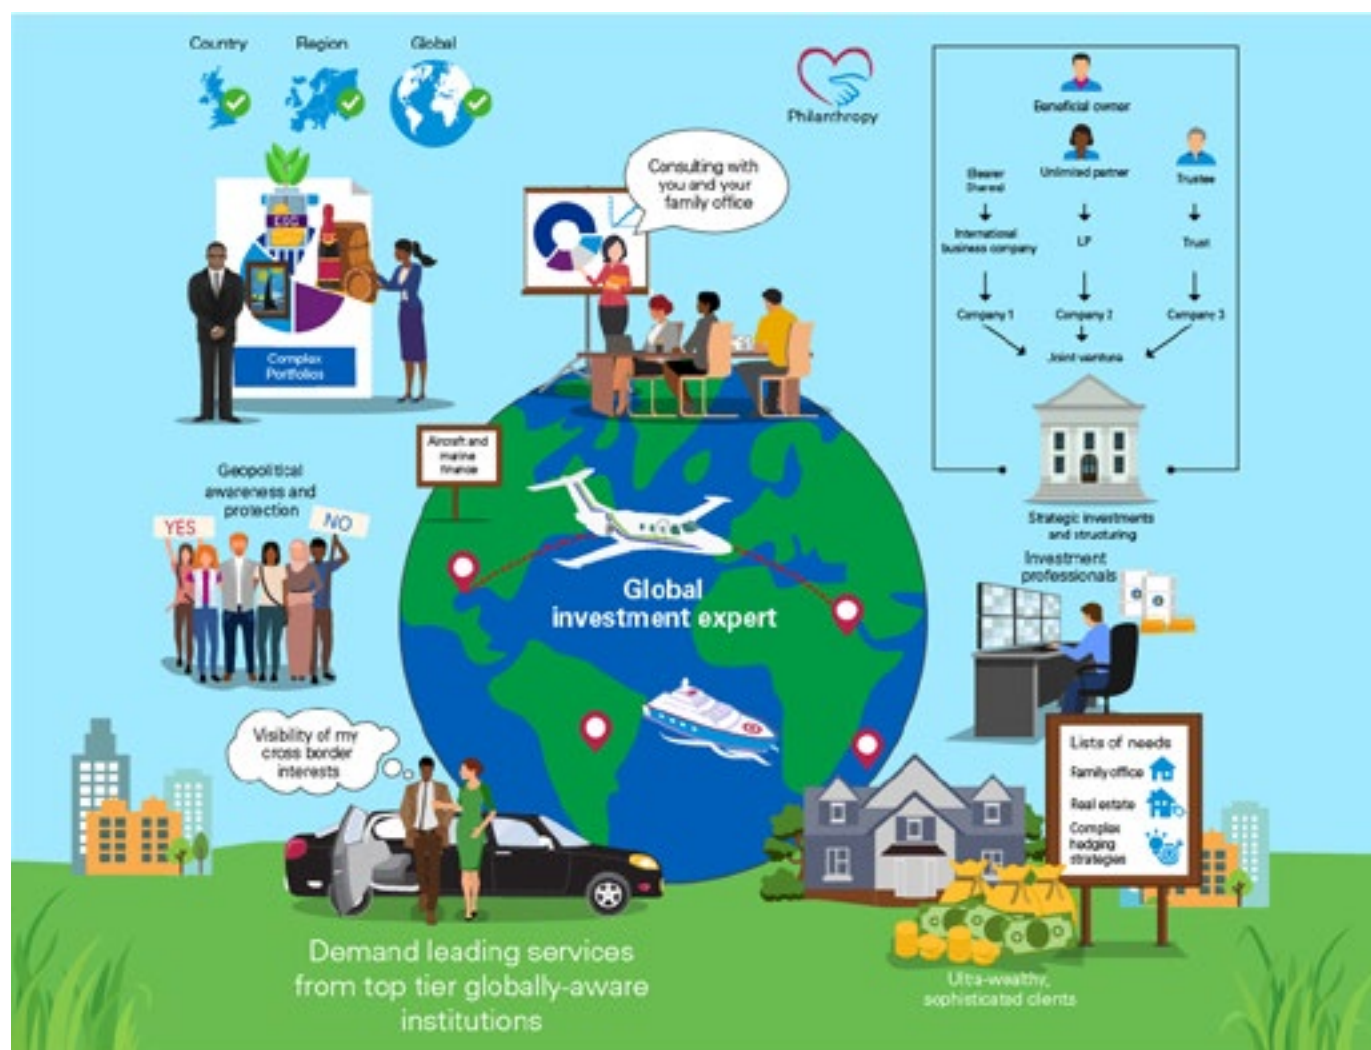 Country
Region
Global
Philanthropy
Beneficial owner
Unlimited partner
Trustee
Bearer
Shares)
International
business company
LP
Trust
Company 1
Company 2
Company 3
Joint venture
Strategic investments
and structuring
Consulting with
you and your
family office
ESG
Complex
Portfolios
Aircraft and
marine
finance
Geopolitical
awareness and
protection
YES
NO
Global
investment expert
Investment
professionals
Visibility of my
cross border
interests
Lists of needs
Family office
Real estate
Complex
hedging
strategies
Demand leading services
from top tier globally-aware
institutions
Ultra-wealthy,
sophisticated clients